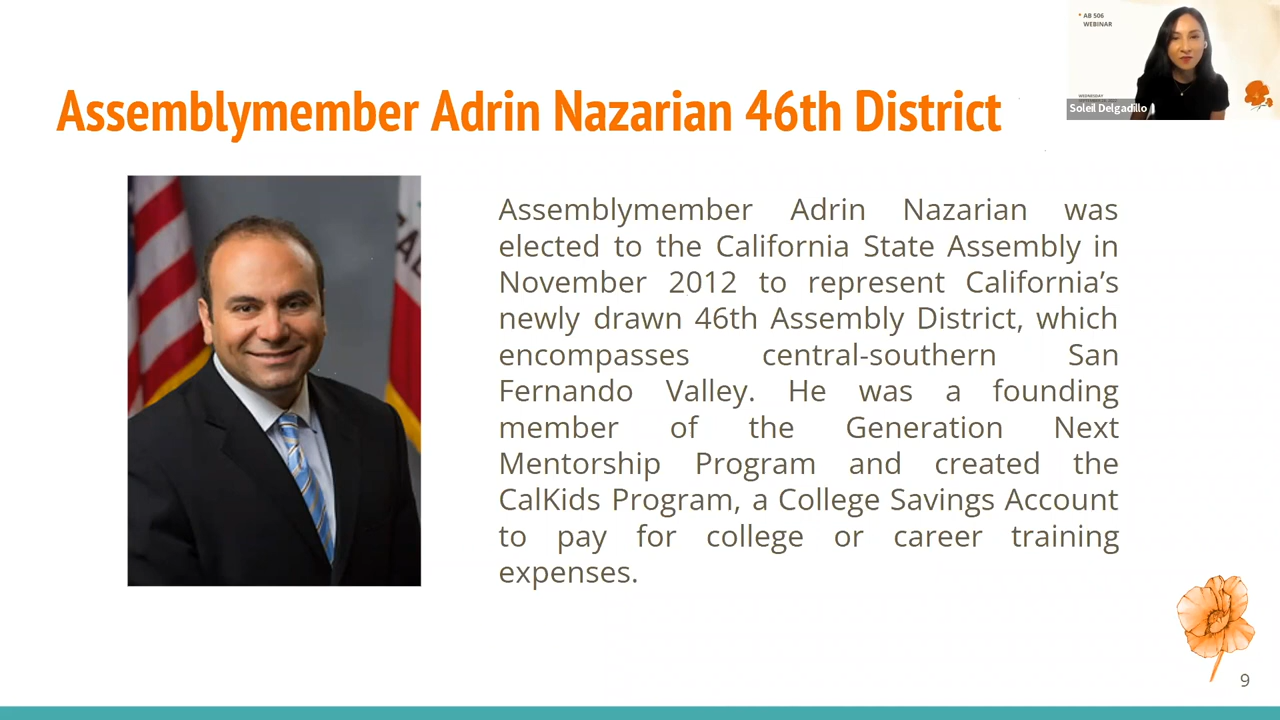 AB 506
WEBINAR
WEDNESDAY
Soleil Delgadillo
Assemblymember Adrin Nazarian 46th District
Assemblymember Adrin Nazarian was
elected to the California State Assembly in
November 2012 to represent California’s
newly drawn 46th Assembly District, which
encompasses central-southern San
Fernando Valley. He was a founding
member of the Generation Next
Mentorship Program and created the
CalKids Program, a College Savings Account
to pay for college or career training
expenses.
9